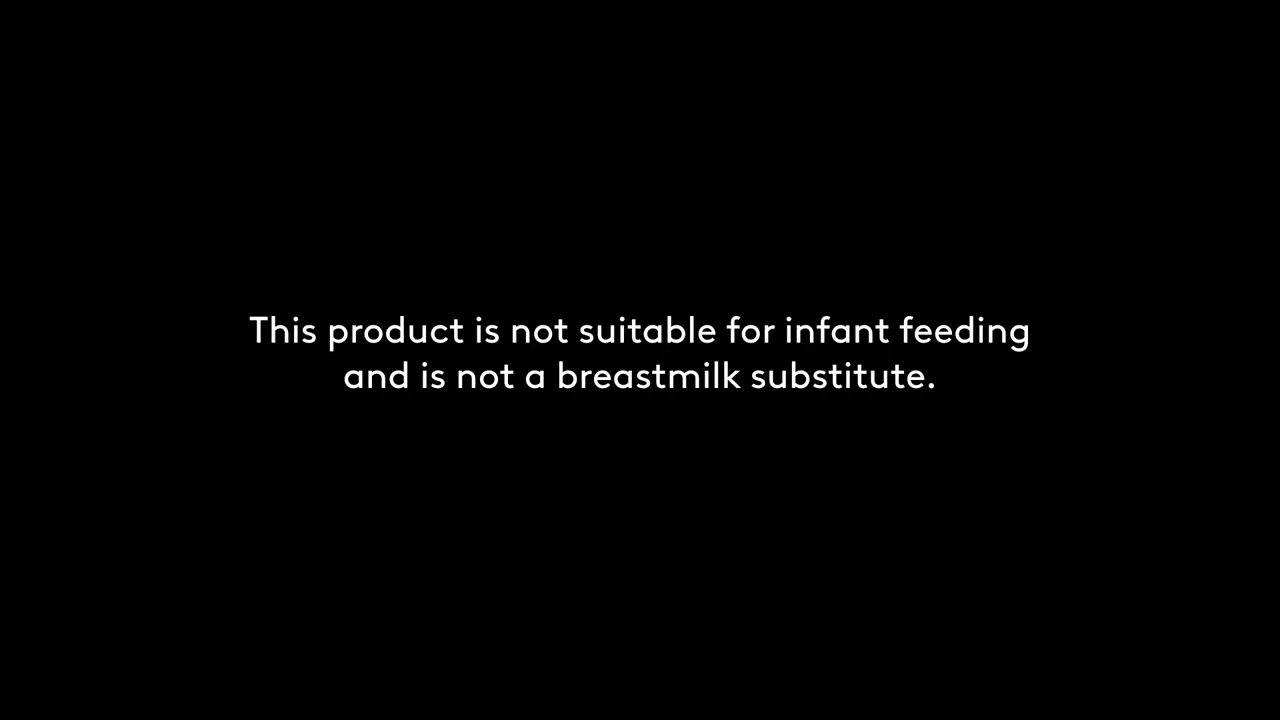 This product is not suitable for infant feeding
and is not a breastmilk substitute.